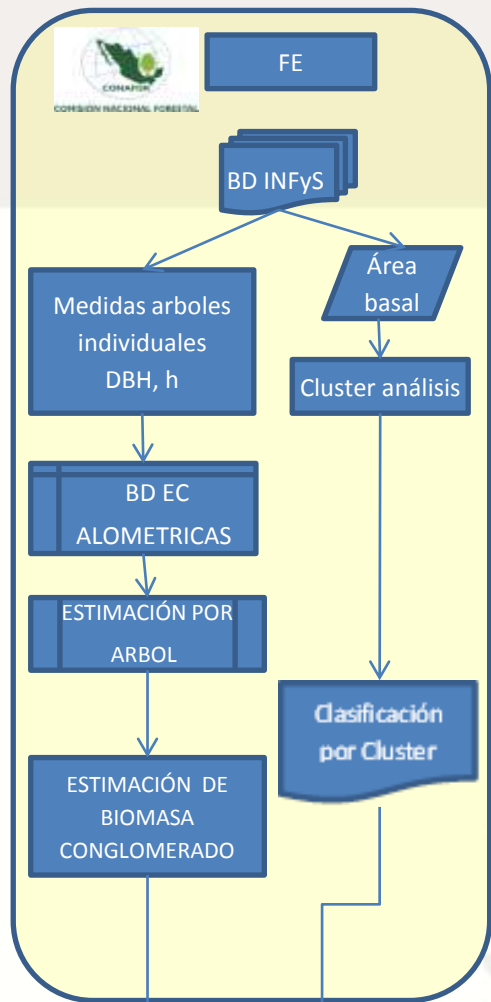 CONAFOR
COMISIÓN NACIONAL FORESTAL
FE
BD INFyS
Medidas arboles
individuales
DBH, h
Área
basal
Cluster análisis
BD EC
ALOMETRICAS
ESTIMACIÓN POR
ARBOL
Clasificación
por Cluster
ESTIMACIÓN DE
BIOMASA
CONGLOMERADO